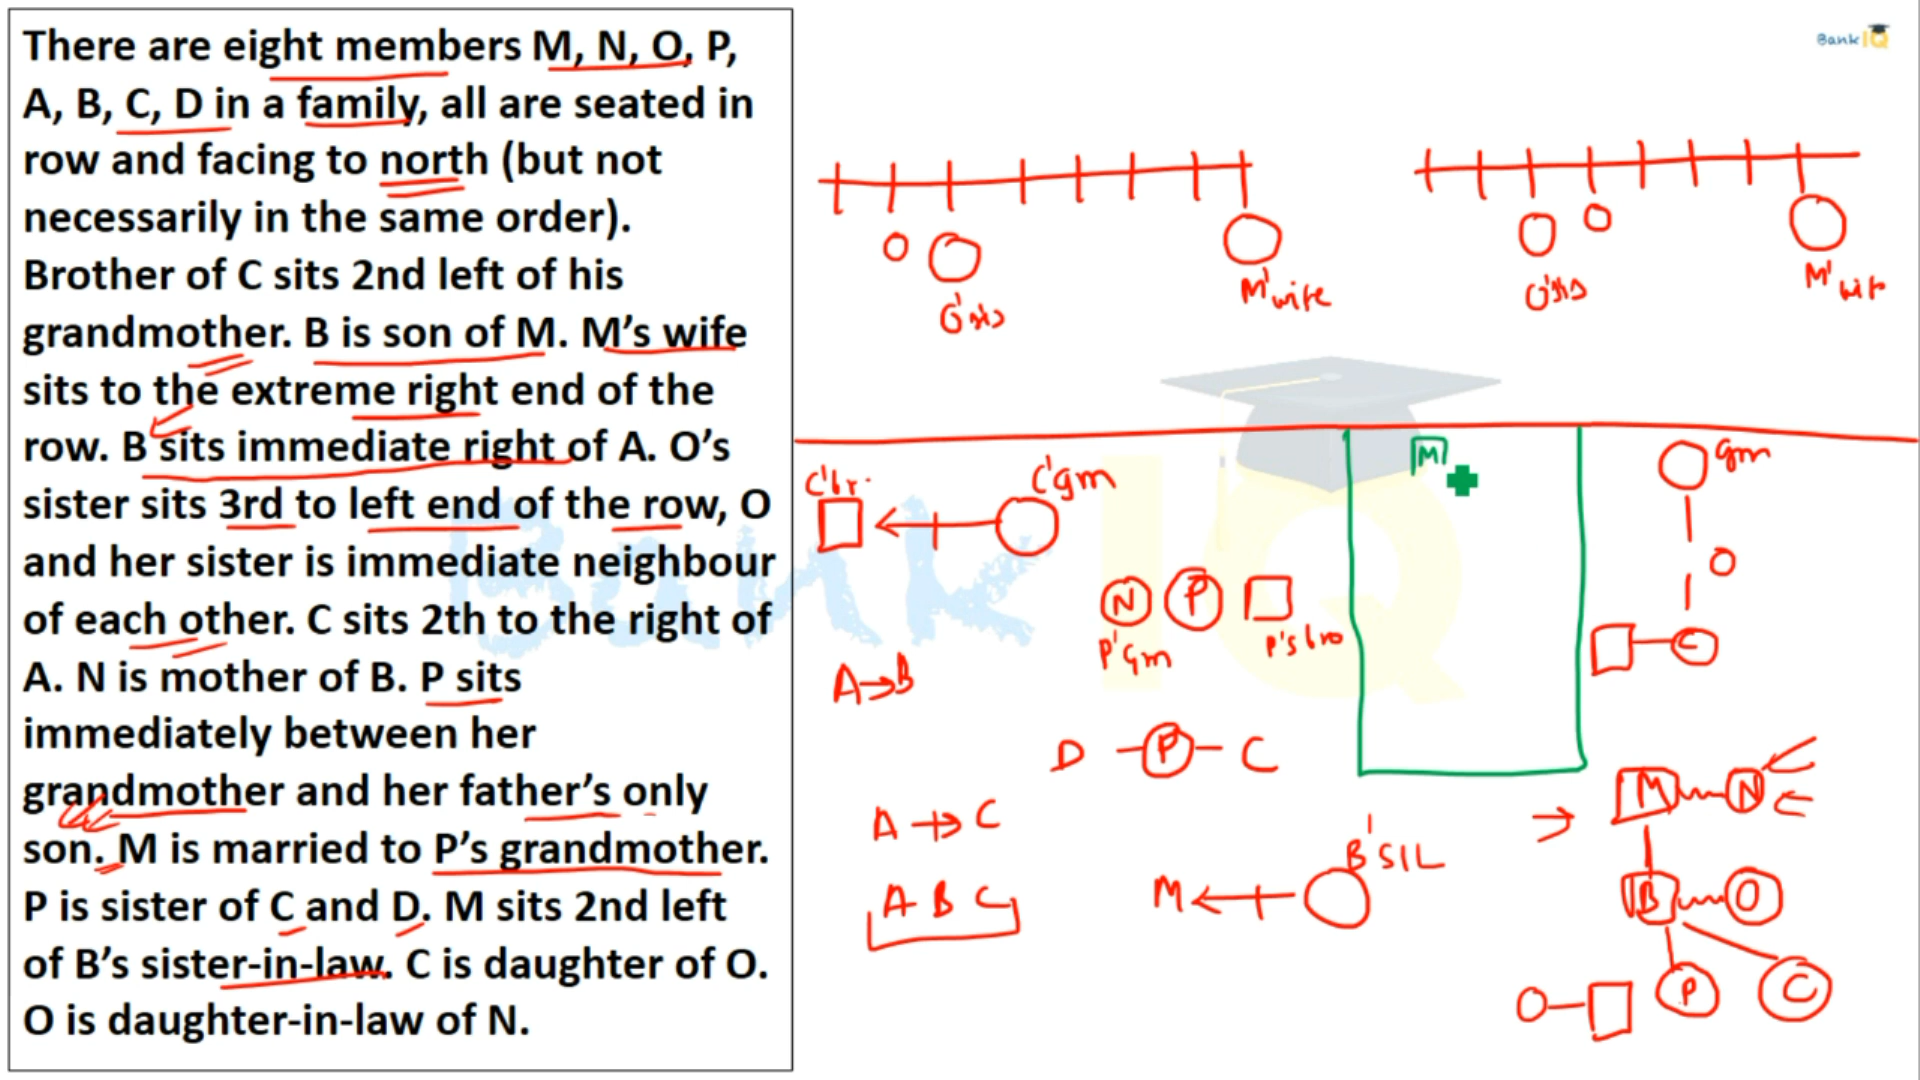 There are eight members M, N, O, P,
A, B, C, D in a family, all are seated in
row and facing to north (but not
necessarily in the same order).
Brother of C sits 2nd left of his
grandmother. B is son of M. M's wife
sits to the extreme right end of the
row. B sits immediate right of A. O's
sister sits 3rd to left end of the row, O
and her sister is immediate neighbour
of each other. C sits 2th to the right of
A. N is mother of B. P sits
immediately between her
grandmother and her father's only
son. M is married to P's grandmother.
P is sister of C and D. M sits 2nd left
of B's sister-in-law. C is daughter of O.
O is daughter-in-law of N.
Bank IQ
O'sis
M'wife
O'sis
M'
Bank IQ
C'br.
C'gm
M
gm
C
N P
P'Gm
P's bro
A→B
D P C
A → C
A B C
M
B'SIL
M N
B O
P C